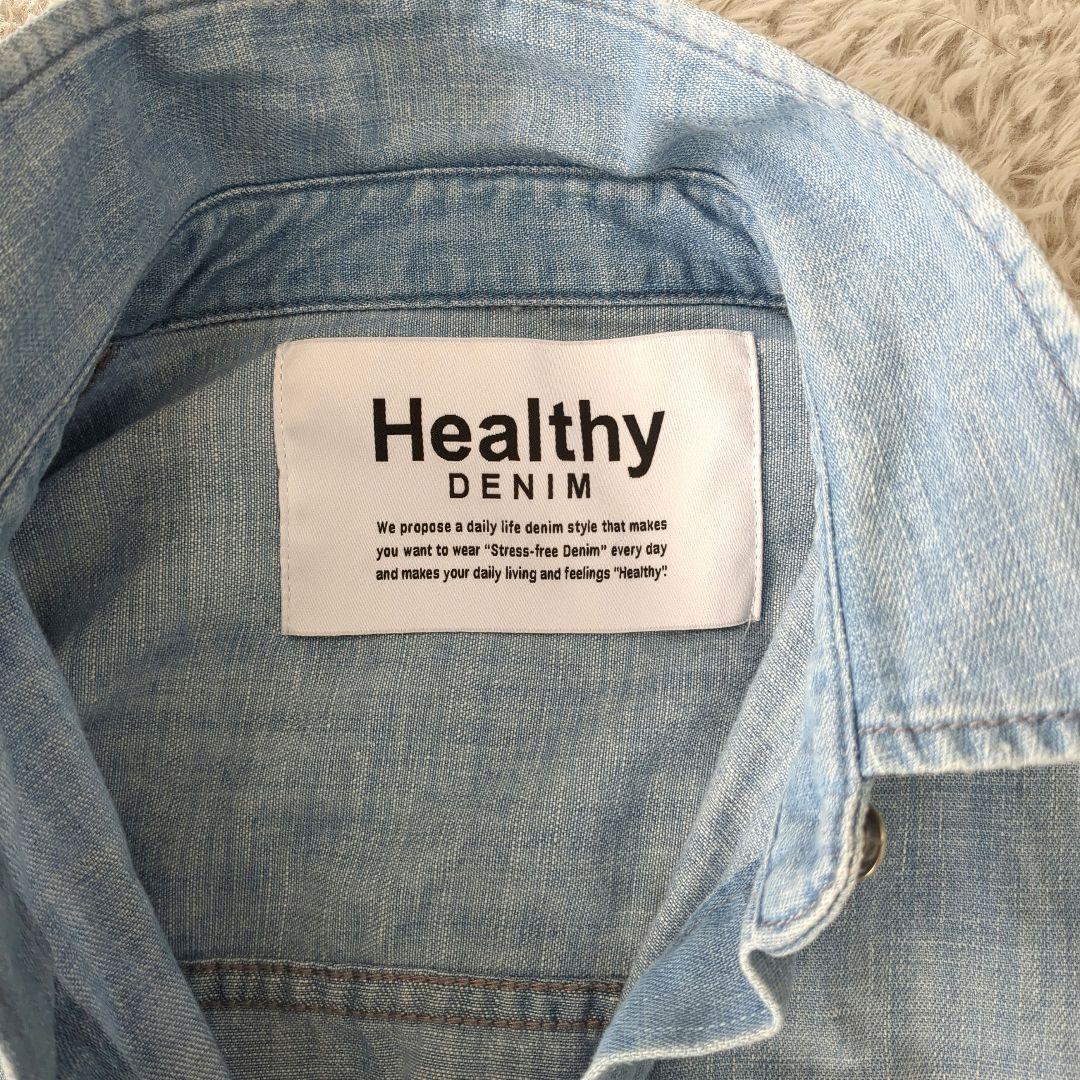 Healthy
DENIM
We propose a daily life denim style that makes
you want to wear “Stress-free Denim” every day
and makes your daily living and feelings “Healthy”.